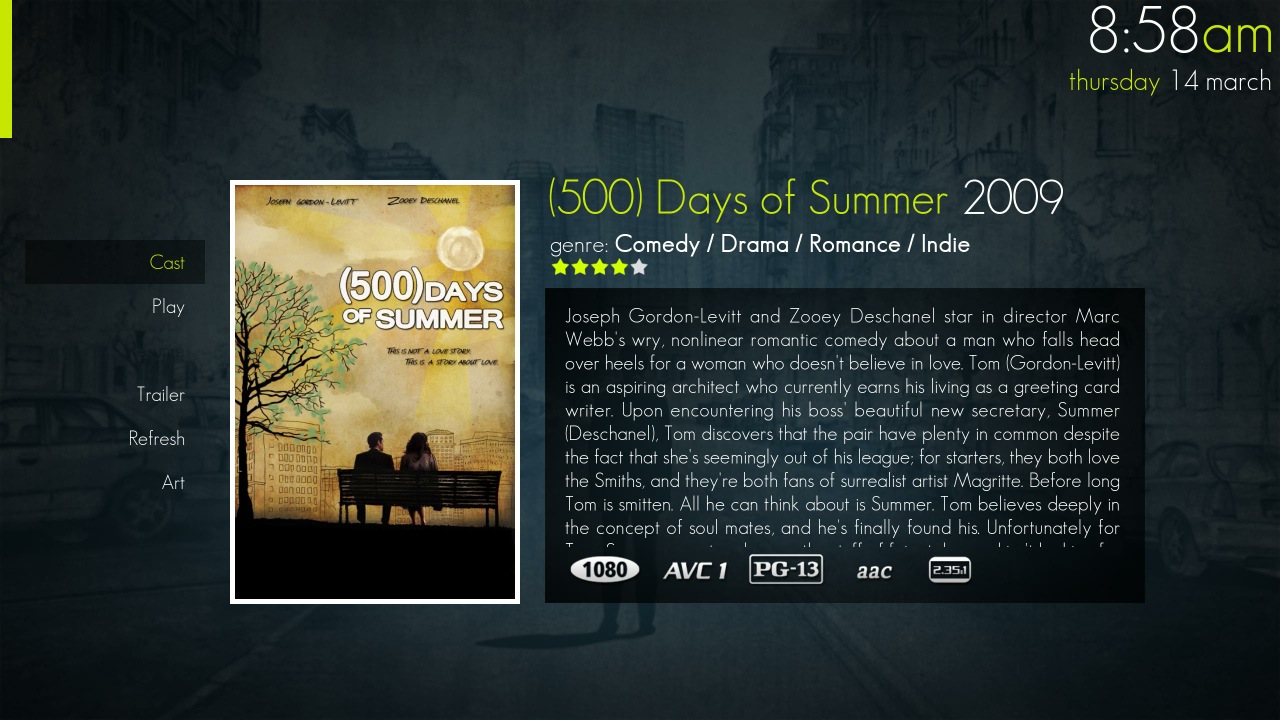 8:58am
thursday 14 march
(500) Days of Summer 2009
genre: Comedy / Drama / Romance / Indie
Cast
Play
Trailer
Refresh
Art
JOSEPH GORDON-LEVITT ZOOEY DESCHANEL
(500) DAYS
OF SUMMER
THIS IS NOT A LOVE STORY.
THIS IS A STORY ABOUT LOVE.
Joseph Gordon-Levitt and Zooey Deschanel star in director Marc
Webb's wry, nonlinear romantic comedy about a man who falls head
over heels for a woman who doesn't believe in love. Tom (Gordon-Levitt)
is an aspiring architect who currently earns his living as a greeting card
writer. Upon encountering his boss' beautiful new secretary, Summer
(Deschanel), Tom discovers that the pair have plenty in common despite
the fact that she's seemingly out of his league; for starters, they both love
the Smiths, and they're both fans of surrealist artist Magritte. Before long
Tom is smitten. All he can think about is Summer. Tom believes deeply in
the concept of soul mates, and he's finally found his. Unfortunately for
1080 AVC 1 PG-13 aac 2.35:1